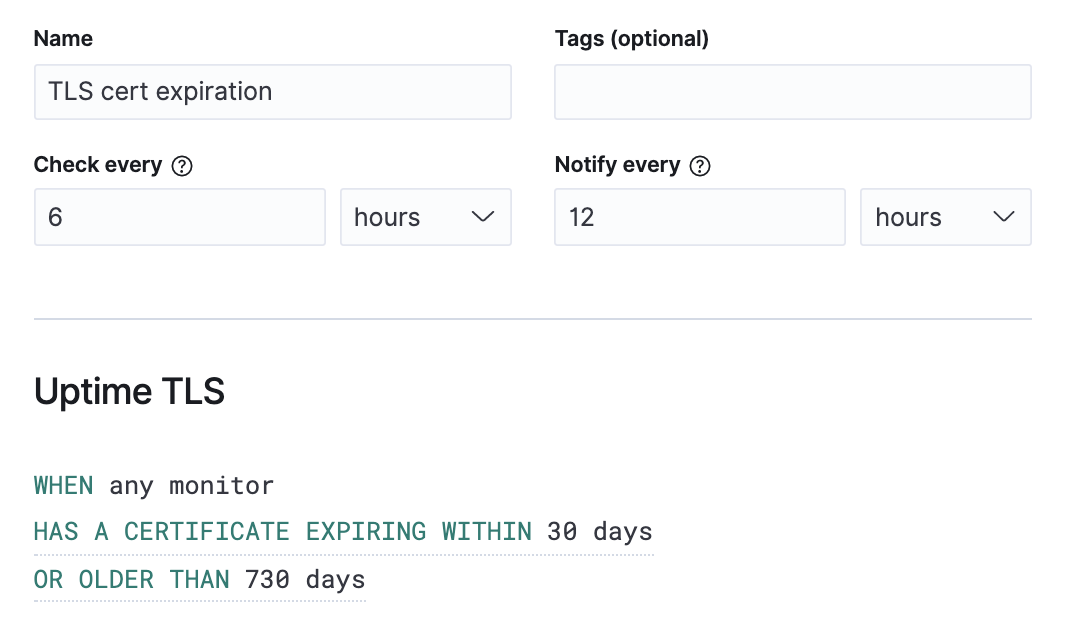 Name
Tags (optional)
TLS cert expiration
Check every
Notify every
6
hours
12
hours
Uptime TLS
WHEN any monitor
HAS A CERTIFICATE EXPIRING WITHIN 30 days
OR OLDER THAN 730 days